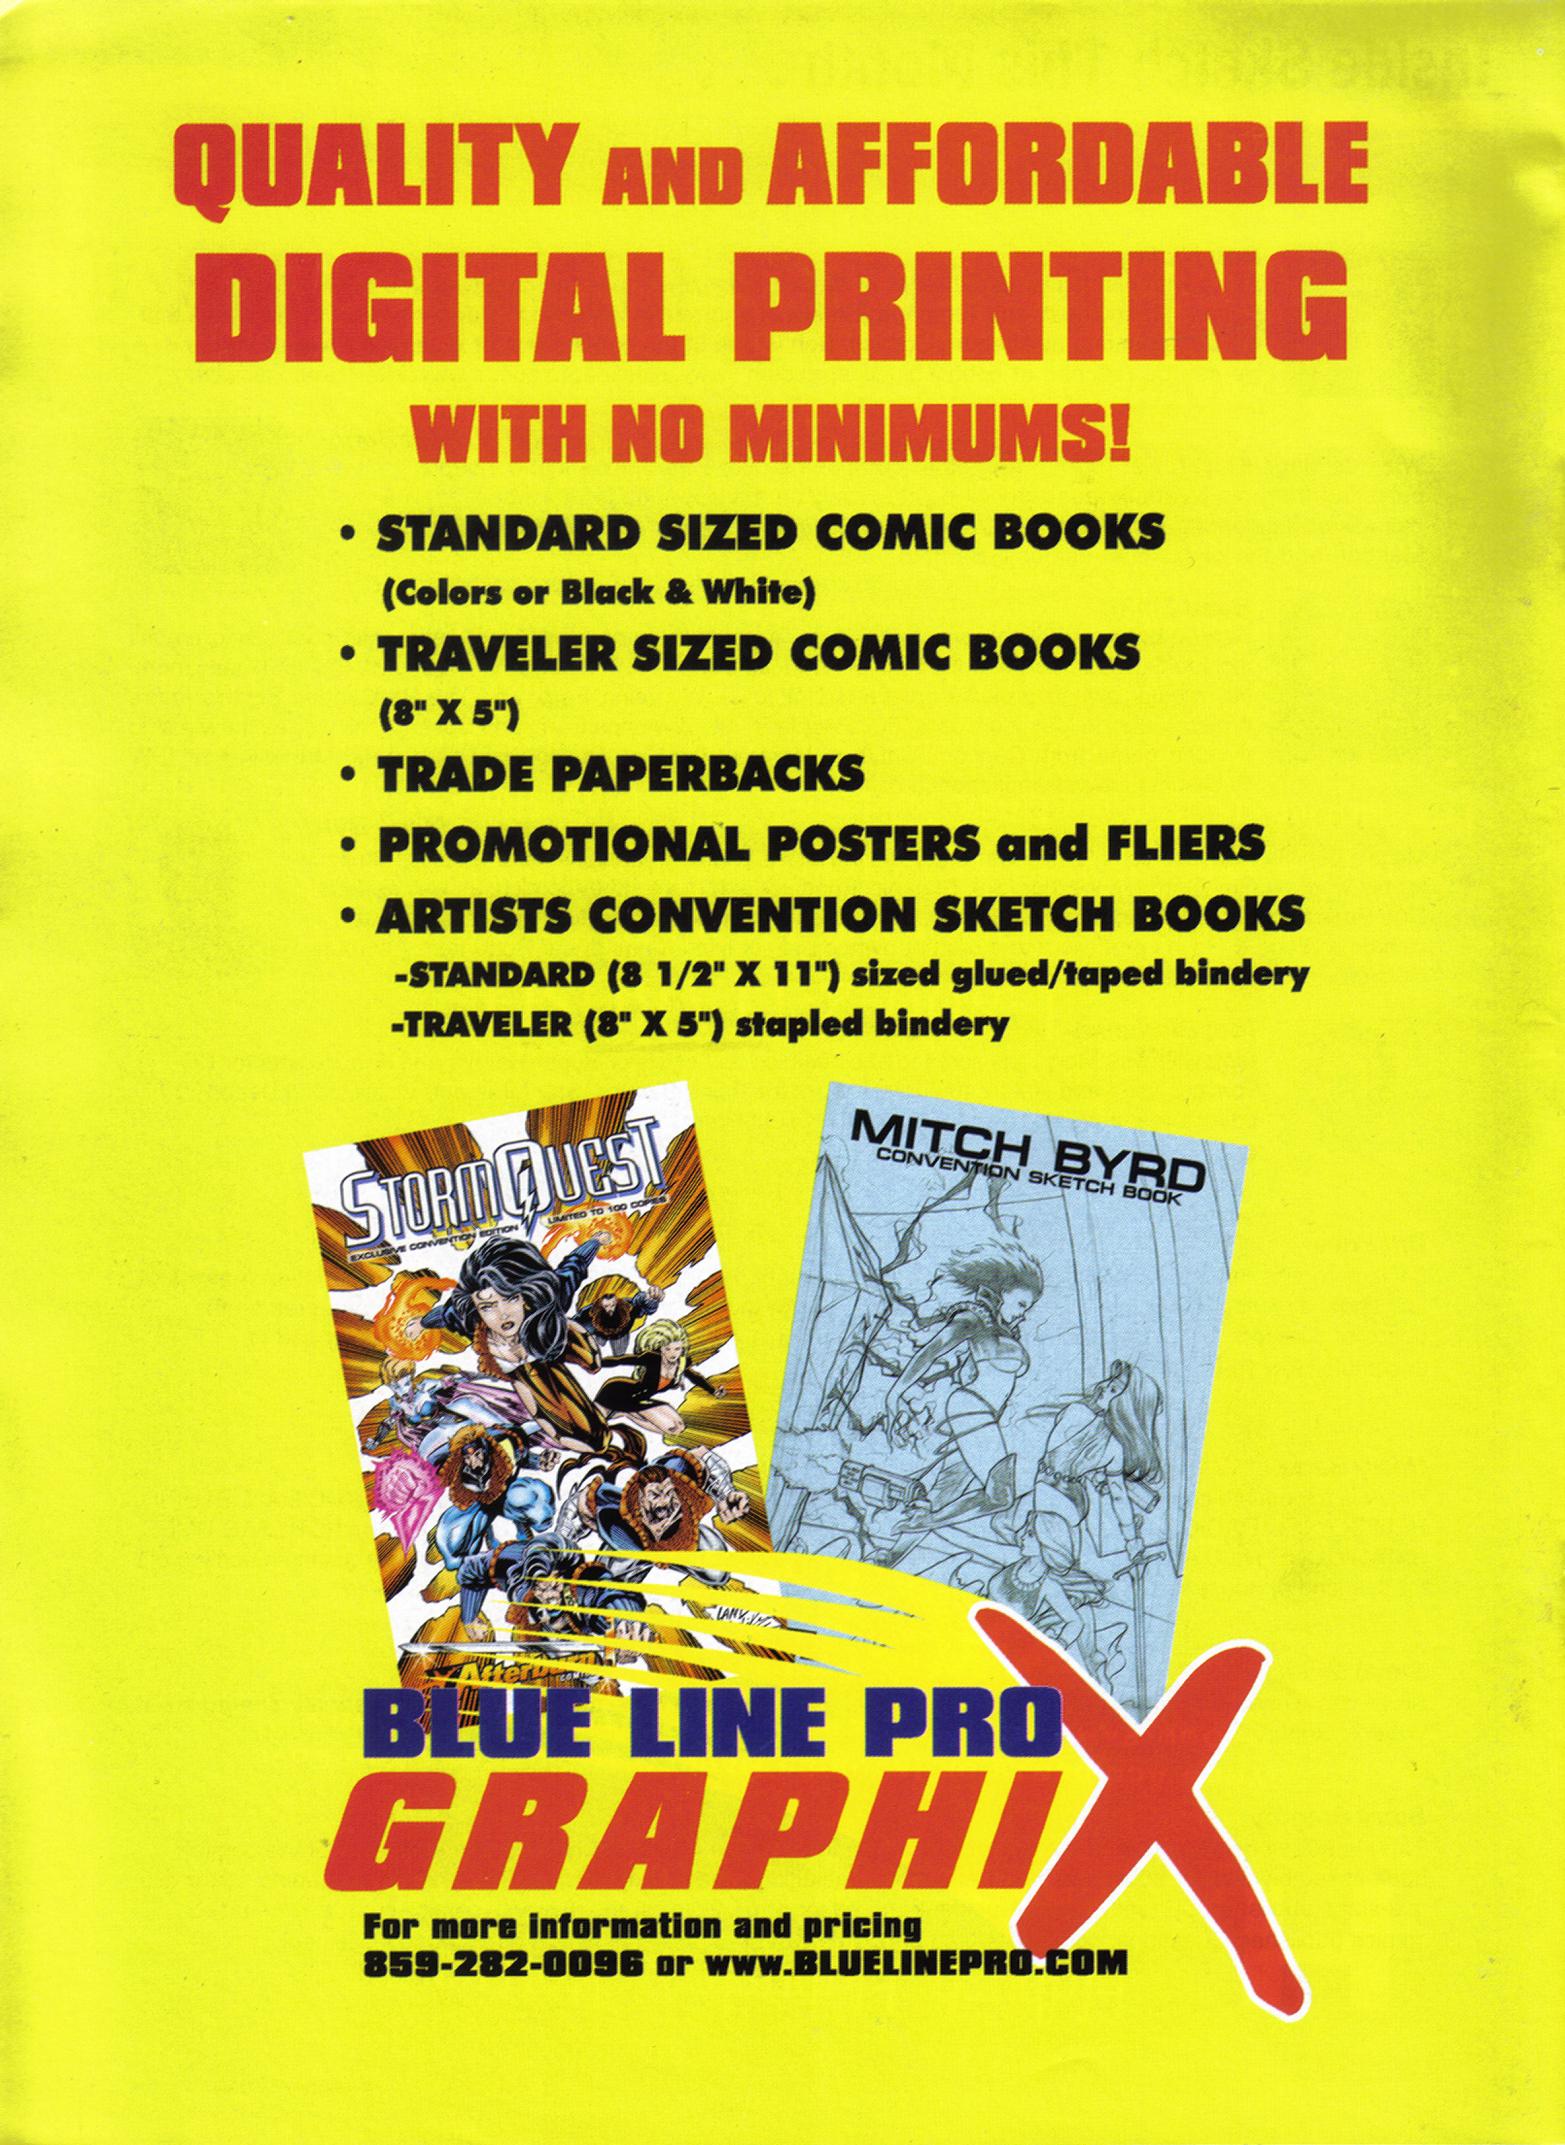 QUALITY AND AFFORDABLE
DIGITAL PRINTING
WITH NO MINIMUMS!
• STANDARD SIZED COMIC BOOKS
(Colors or Black & White)
• TRAVELER SIZED COMIC BOOKS
(8" X 5")
• TRADE PAPERBACKS
• PROMOTIONAL POSTERS and FLIERS
• ARTISTS CONVENTION SKETCH BOOKS
-STANDARD (8 1/2" X 11") sized glued/taped bindery
-TRAVELER (8" X 5") stapled bindery
STORMQUEST
EXCLUSIVE CONVENTION EDITION LIMITED TO 100 COPIES
MITCH BYRD
CONVENTION SKETCH BOOK
Afterburn
BLUE LINE PRO
GRAPHIX
For more information and pricing
859-282-0096 or www.BLUELINEPRO.COM